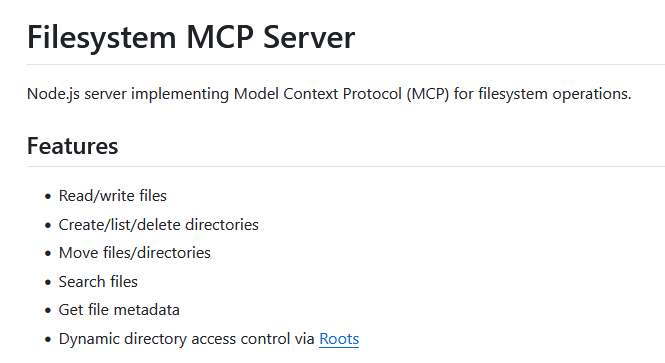 Filesystem MCP Server
Node.js server implementing Model Context Protocol (MCP) for filesystem operations.
Features
• Read/write files
• Create/list/delete directories
• Move files/directories
• Search files
• Get file metadata
• Dynamic directory access control via Roots